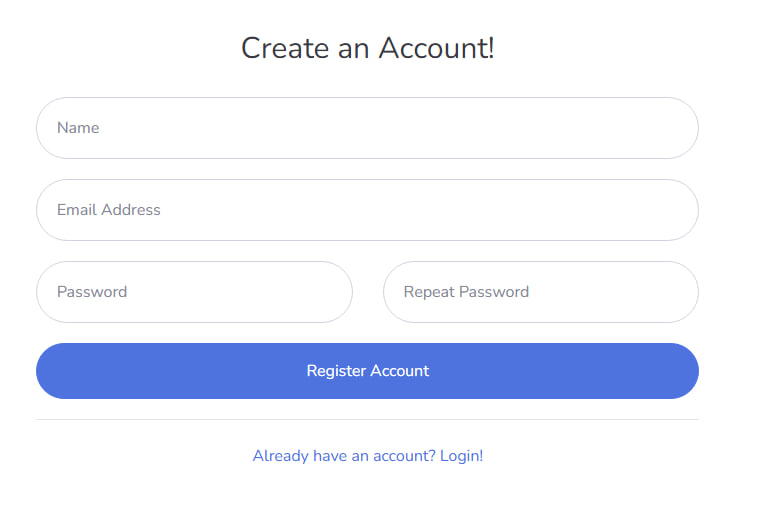 Create an Account!
Name
Email Address
Password
Repeat Password
Register Account
Already have an account? Login!